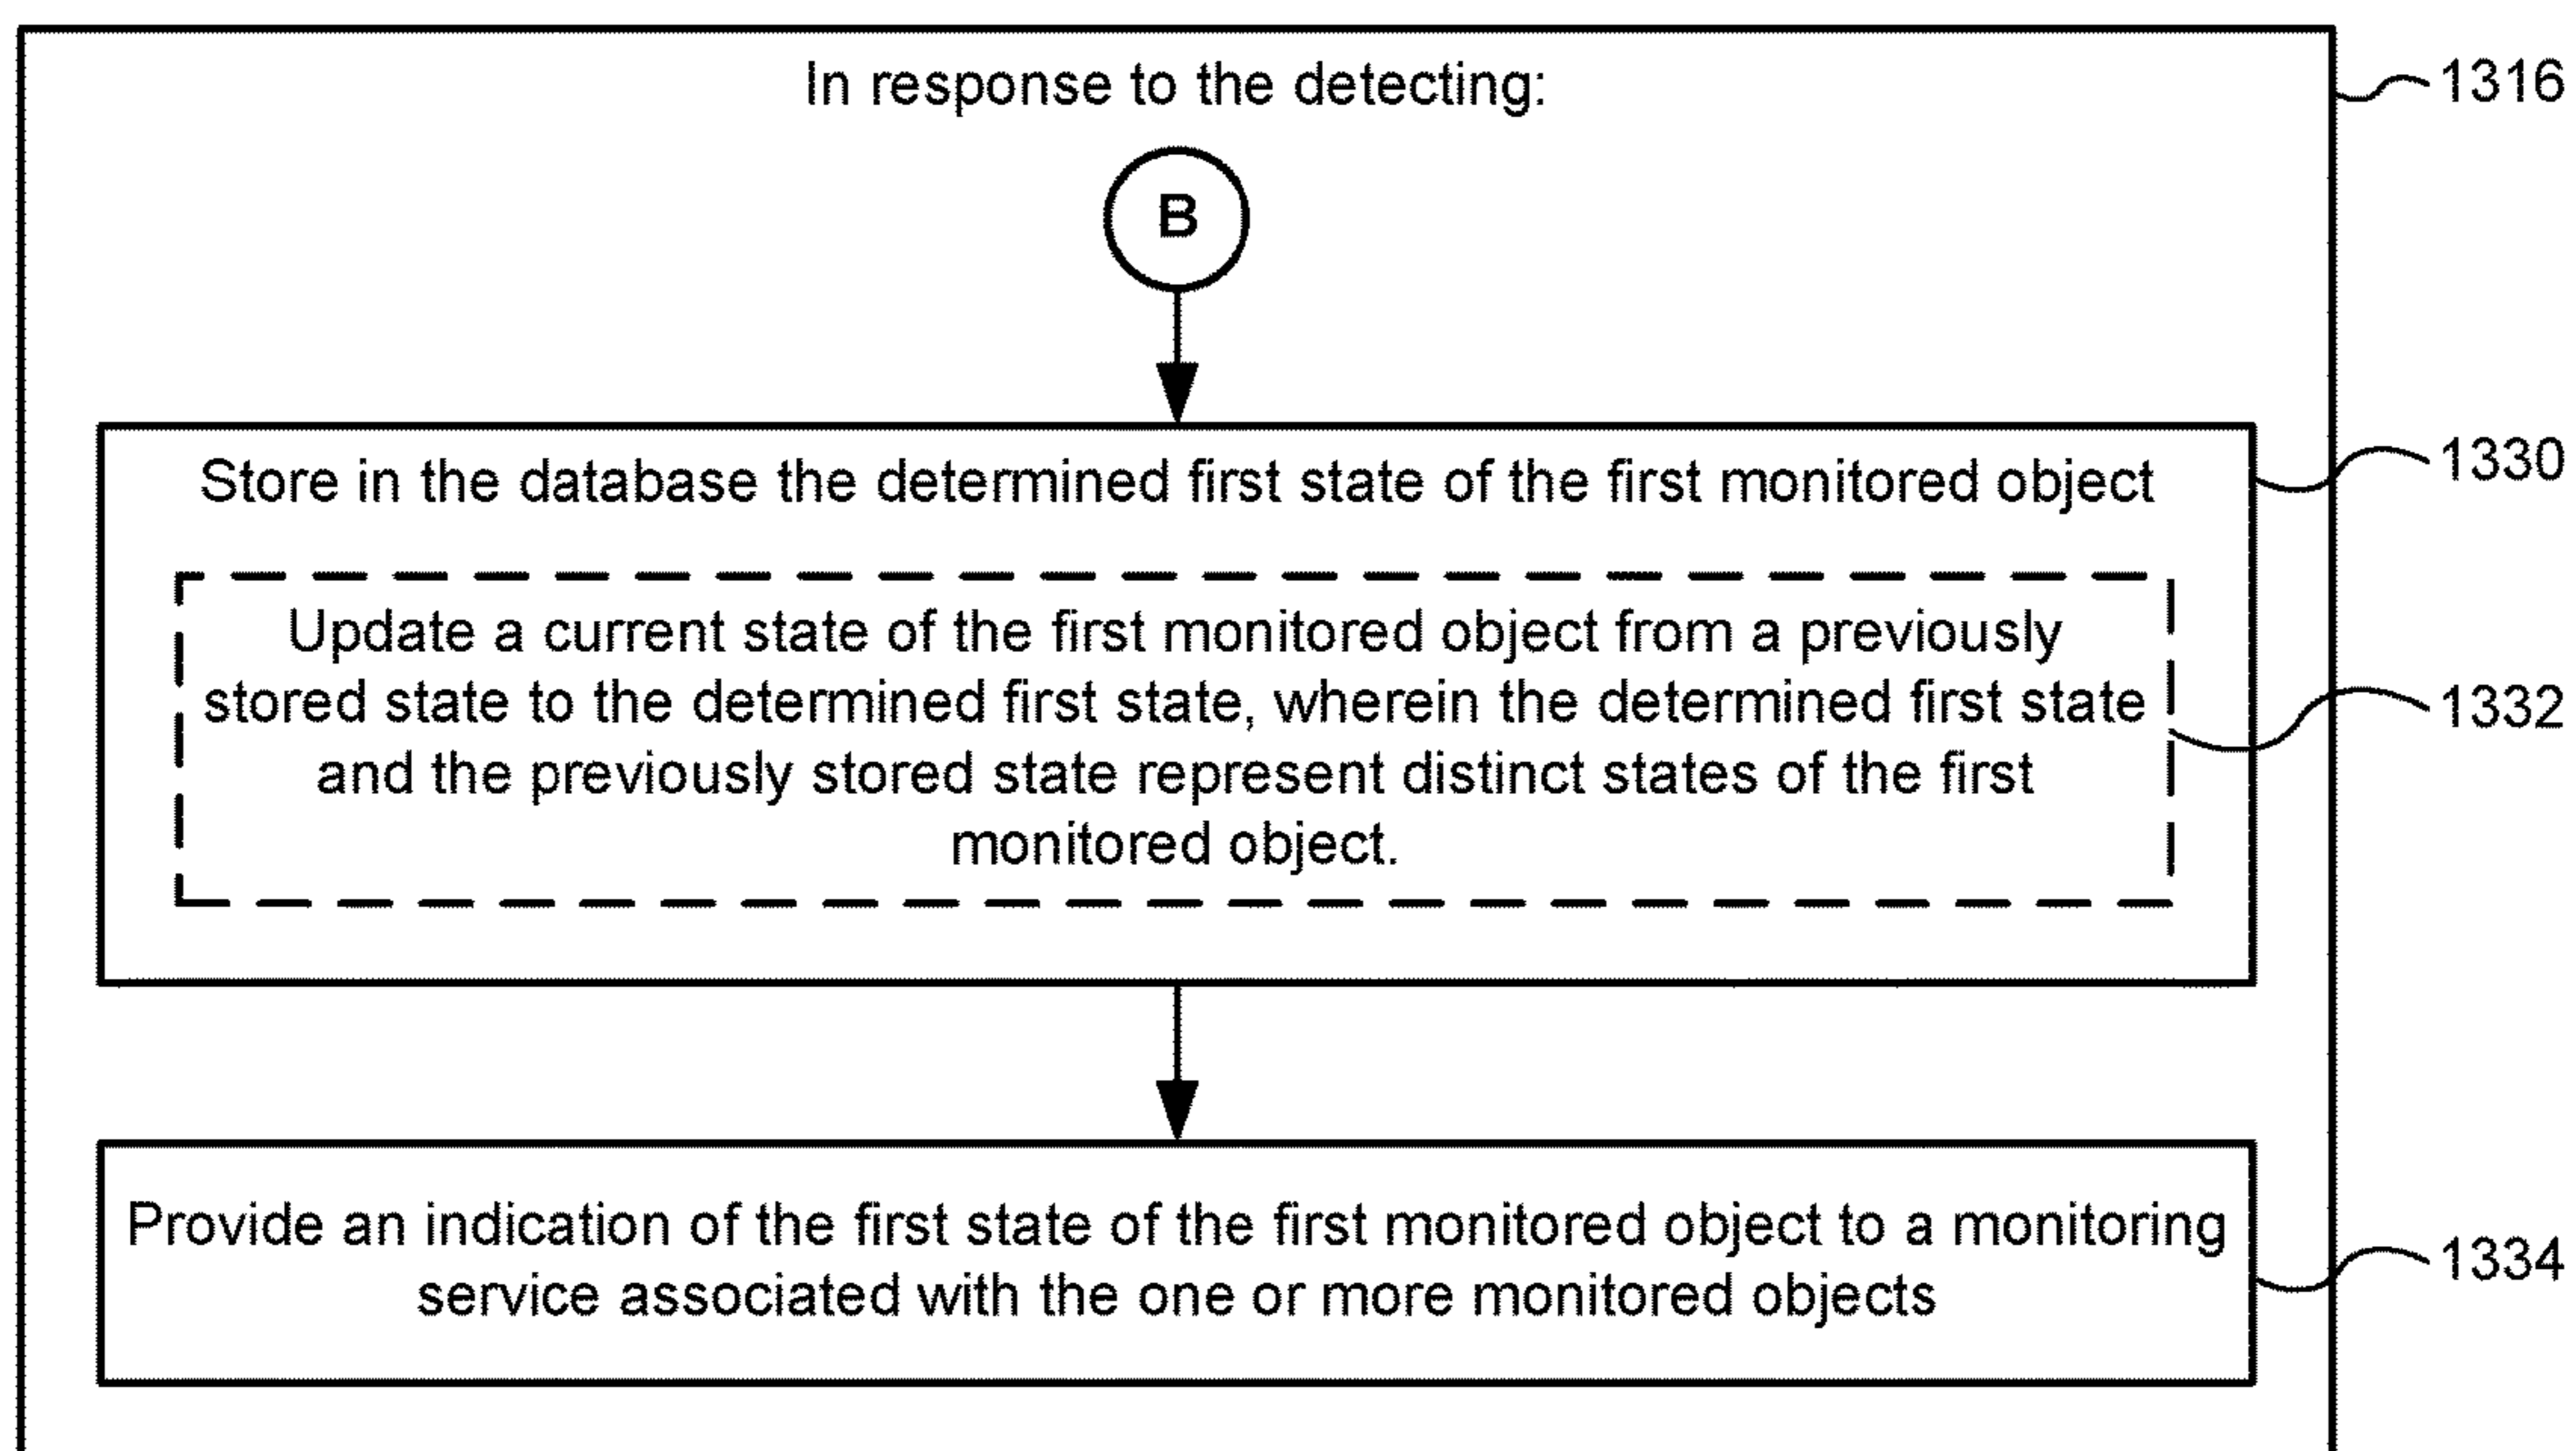 In response to the detecting:
1316
B
Store in the database the determined first state of the first monitored object
1330
Update a current state of the first monitored object from a previously
stored state to the determined first state, wherein the determined first state
1332
and the previously stored state represent distinct states of the first
monitored object.
Provide an indication of the first state of the first monitored object to a monitoring
service associated with the one or more monitored objects
1334